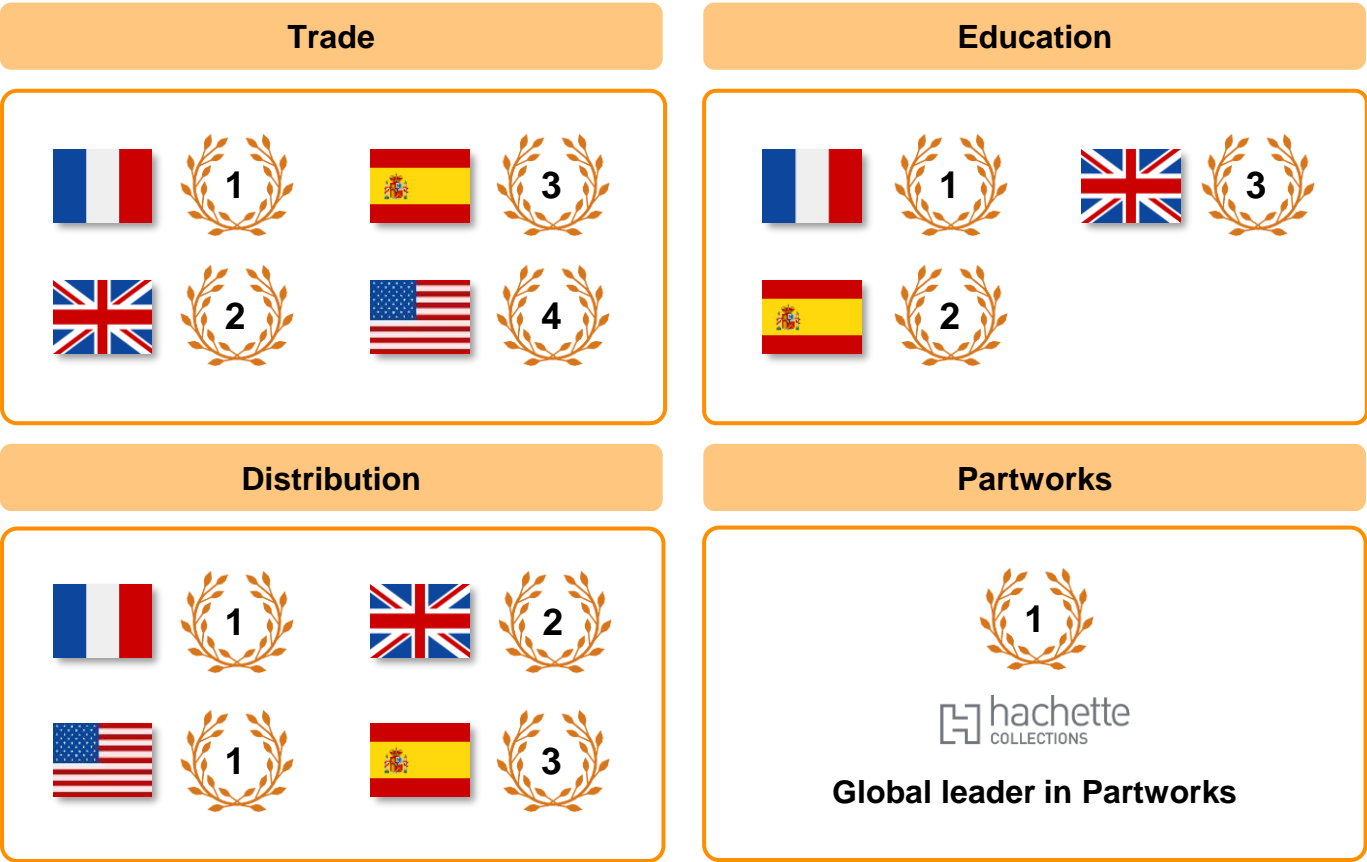 Trade
1
3
2
4
Education
1
3
2
Distribution
1
2
1
3
Partworks
1
hachette
COLLECTIONS
Global leader in Partworks